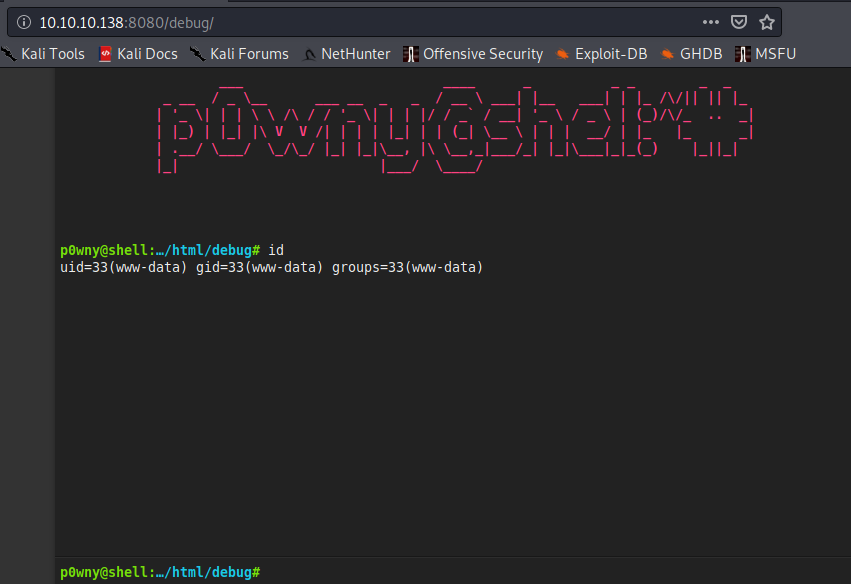 10.10.10.138:8080/debug/
Kali Tools Kali Docs Kali Forums NetHunter Offensive Security Exploit-DB GHDB MSFU
p0wny@shell:~#
p0wny@shell:…/html/debug# id
uid=33(www-data) gid=33(www-data) groups=33(www-data)
p0wny@shell:…/html/debug#